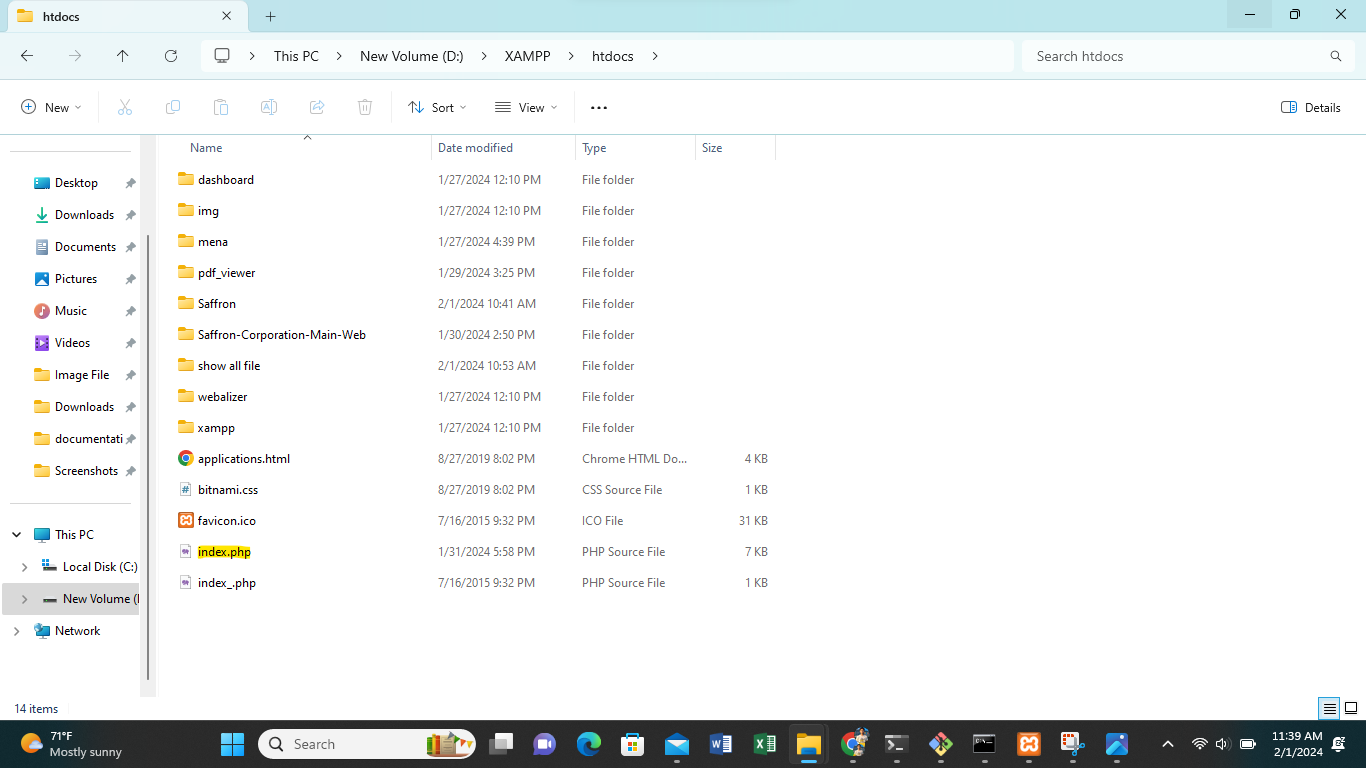 htdocs
This PC
New Volume (D:)
XAMPP
htdocs
Search htdocs
New
Sort
View
Details
Name
Date modified
Type
Size
Desktop
Downloads
Documents
Pictures
Music
Videos
Image File
Downloads
documentati
Screenshots
This PC
Local Disk (C:)
New Volume (
Network
dashboard 1/27/2024 12:10 PM File folder
img 1/27/2024 12:10 PM File folder
mena 1/27/2024 4:39 PM File folder
pdf_viewer 1/29/2024 3:25 PM File folder
Saffron 2/1/2024 10:41 AM File folder
Saffron-Corporation-Main-Web 1/30/2024 2:50 PM File folder
show all file 2/1/2024 10:53 AM File folder
webalizer 1/27/2024 12:10 PM File folder
xampp 1/27/2024 12:10 PM File folder
applications.html 8/27/2019 8:02 PM Chrome HTML Do... 4 KB
bitnami.css 8/27/2019 8:02 PM CSS Source File 1 KB
favicon.ico 7/16/2015 9:32 PM ICO File 31 KB
index.php 1/31/2024 5:58 PM PHP Source File 7 KB
index_.php 7/16/2015 9:32 PM PHP Source File 1 KB
14 items
71°F
Mostly sunny
Search
11:39 AM
2/1/2024